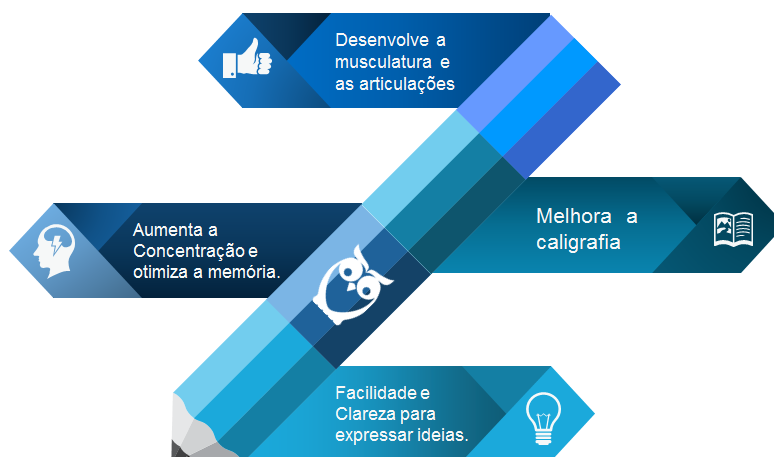 Desenvolve a
musculatura e
as articulações
Melhora a
caligrafia
Aumenta a
Concentração e
otimiza a memória.
Facilidade e
Clareza para
expressar ideias.